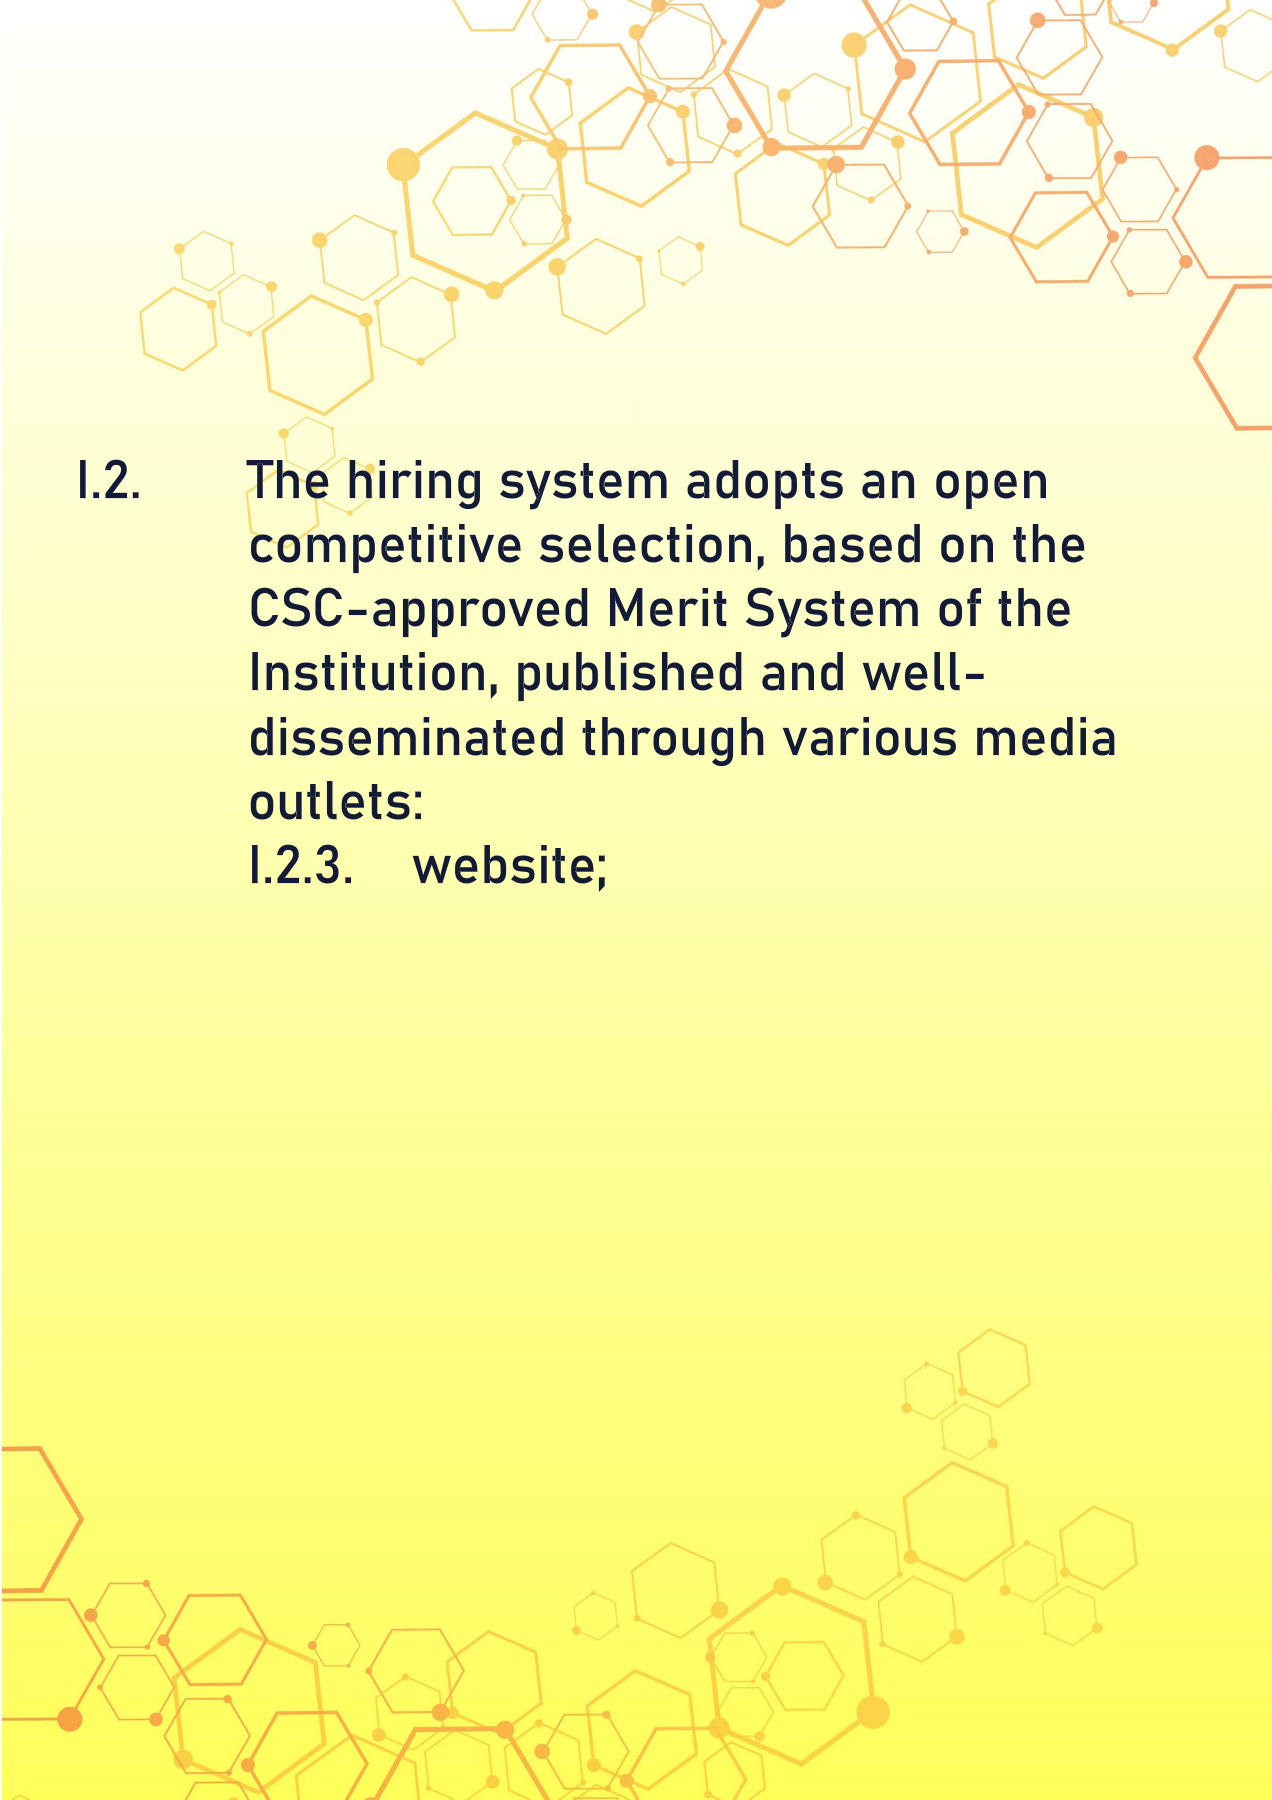 I.2. The hiring system adopts an open
competitive selection, based on the
CSC-approved Merit System of the
Institution, published and well-
disseminated through various media
outlets:
I.2.3. website;